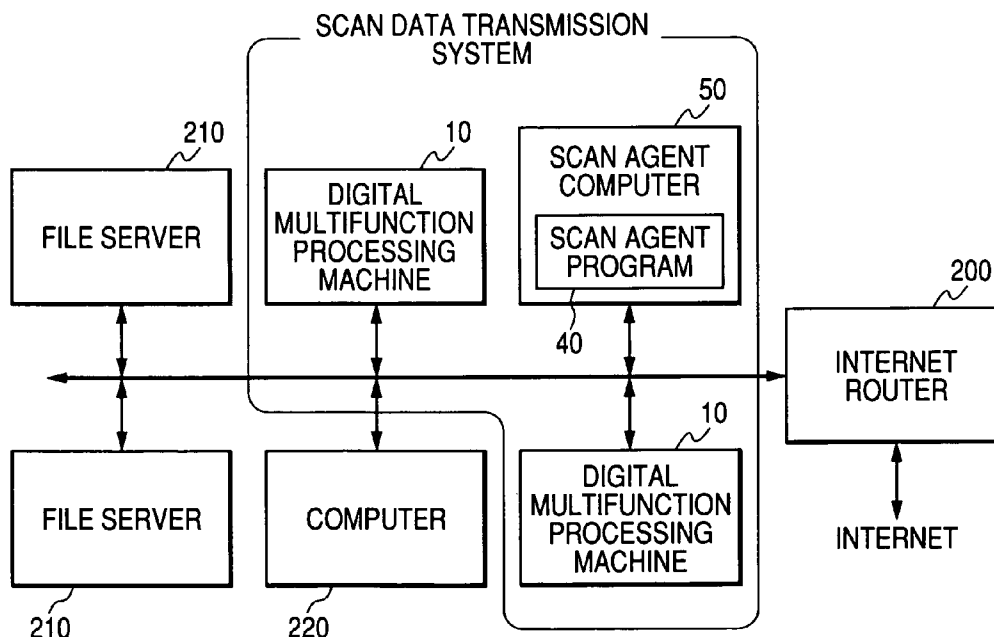 SCAN DATA TRANSMISSION
SYSTEM
210
10
50
FILE SERVER
DIGITAL
MULTIFUNCTION
PROCESSING
MACHINE
SCAN AGENT
COMPUTER
SCAN AGENT
PROGRAM
40
200
INTERNET
ROUTER
FILE SERVER
210
COMPUTER
220
10
DIGITAL
MULTIFUNCTION
PROCESSING
MACHINE
INTERNET